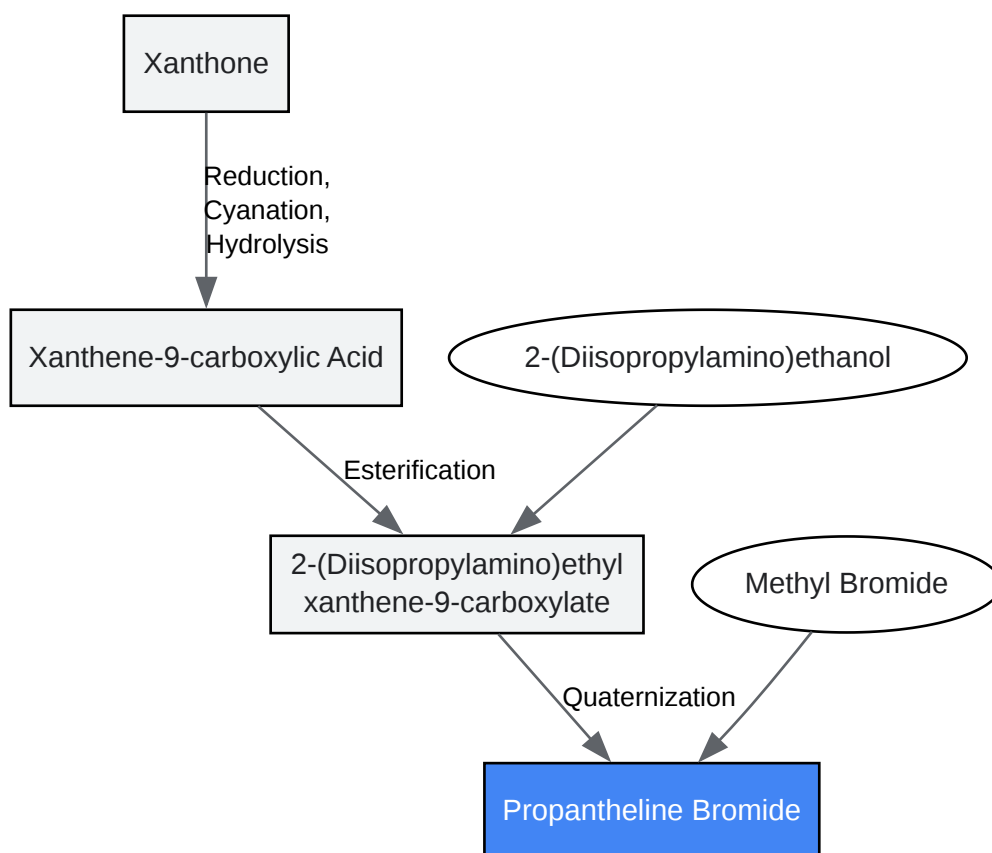 Xanthone
Reduction,
Cyanation,
Hydrolysis
Xanthene-9-carboxylic Acid
2-(Diisopropylamino)ethanol
Esterification
2-(Diisopropylamino)ethyl
xanthene-9-carboxylate
Methyl Bromide
Quaternization
Propantheline Bromide